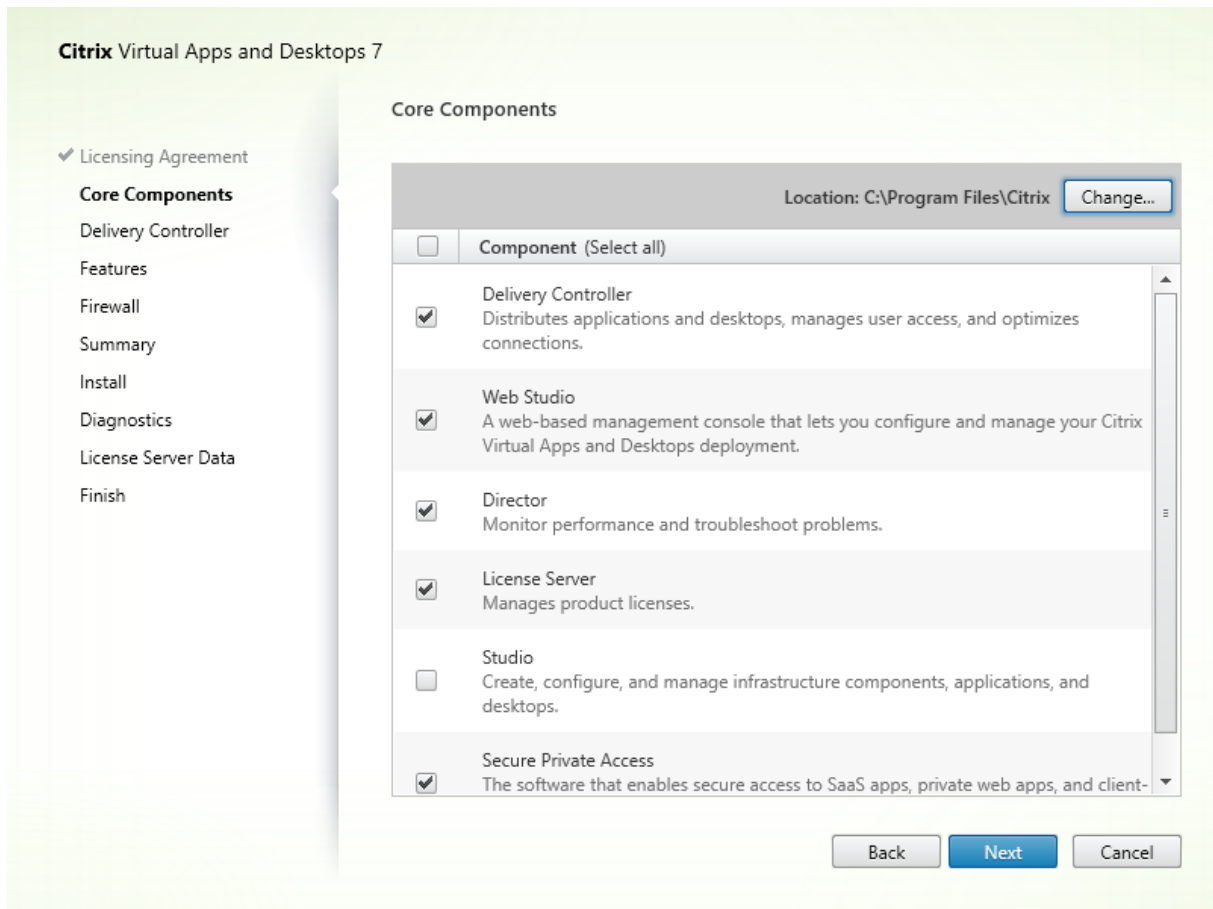 Citrix Virtual Apps and Desktops 7
Licensing Agreement
Core Components
Delivery Controller
Features
Firewall
Summary
Install
Diagnostics
License Server Data
Finish
Core Components
Location: C:\Program Files\Citrix
Change...
Component (Select all)
Delivery Controller
Distributes applications and desktops, manages user access, and optimizes
connections.
Web Studio
A web-based management console that lets you configure and manage your Citrix
Virtual Apps and Desktops deployment.
Director
Monitor performance and troubleshoot problems.
License Server
Manages product licenses.
Studio
Create, configure, and manage infrastructure components, applications, and
desktops.
Secure Private Access
The software that enables secure access to SaaS apps, private web apps, and client-
Back
Next
Cancel